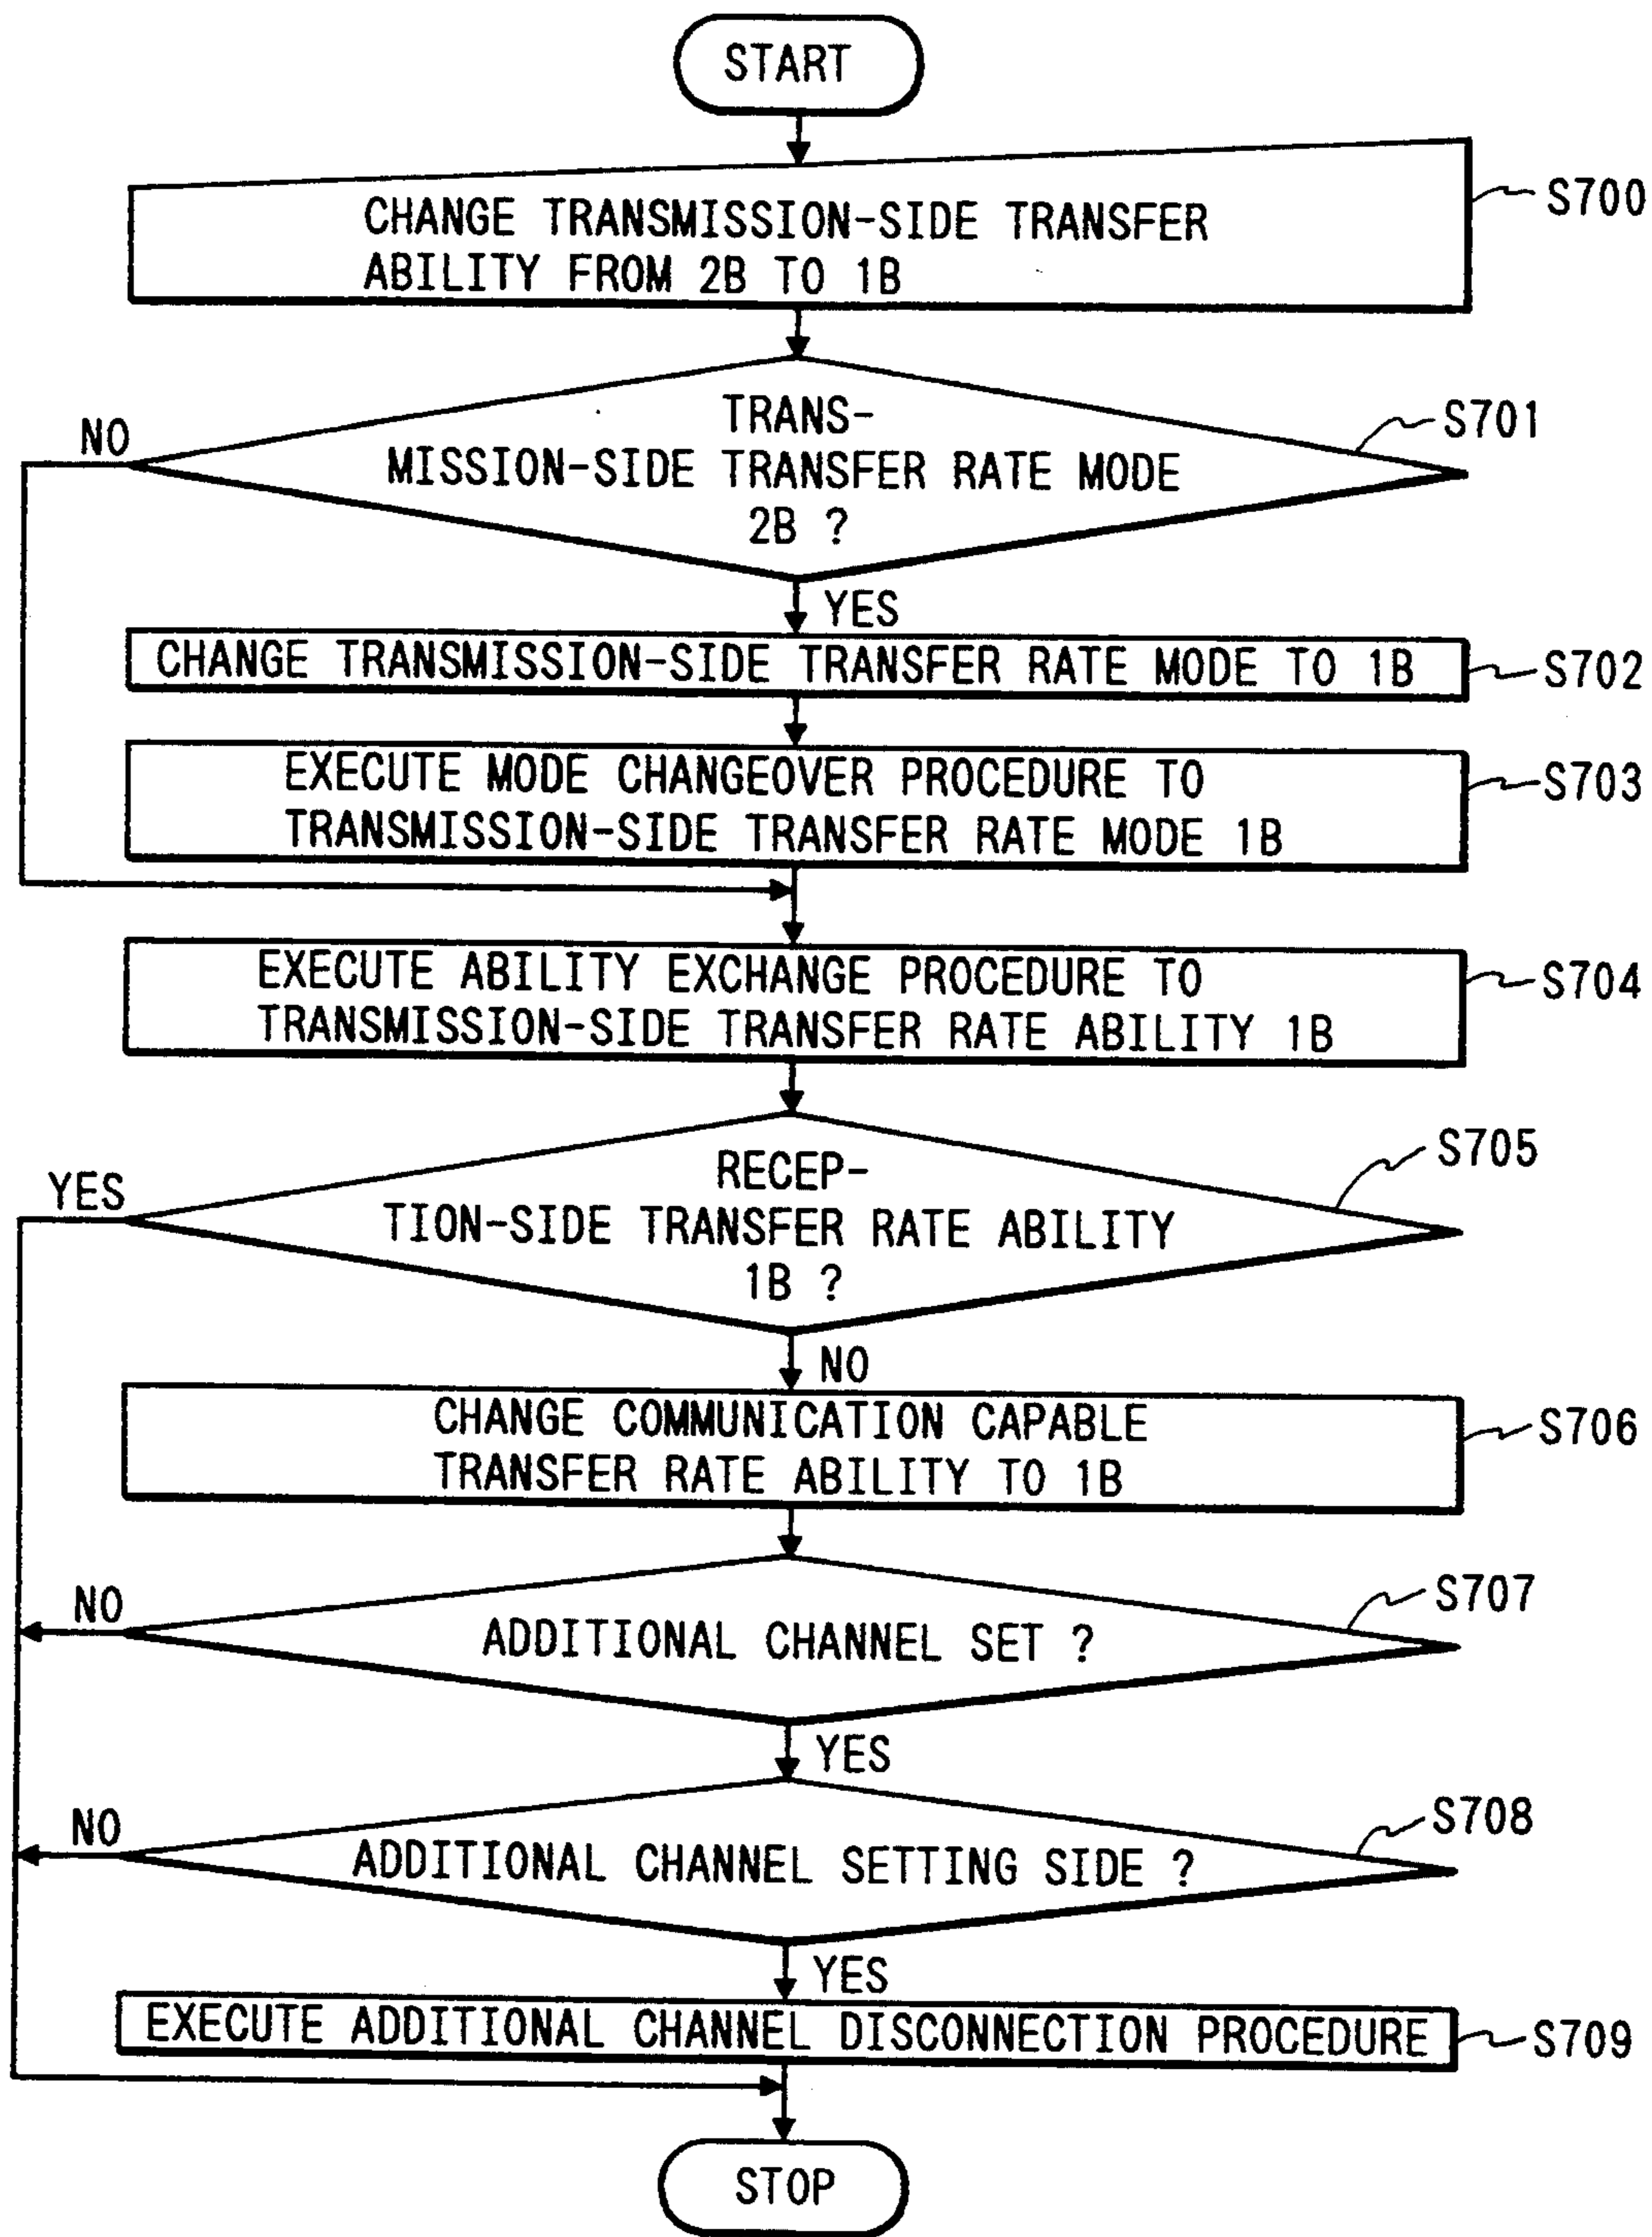 START
CHANGE TRANSMISSION-SIDE TRANSFER
ABILITY FROM 2B TO 1B
S700
TRANS-
MISSION-SIDE TRANSFER RATE MODE
2B ?
S701
NO
YES
CHANGE TRANSMISSION-SIDE TRANSFER RATE MODE TO 1B
S702
EXECUTE MODE CHANGEOVER PROCEDURE TO
TRANSMISSION-SIDE TRANSFER RATE MODE 1B
S703
EXECUTE ABILITY EXCHANGE PROCEDURE TO
TRANSMISSION-SIDE TRANSFER RATE ABILITY 1B
S704
RECEP-
TION-SIDE TRANSFER RATE ABILITY
1B ?
S705
YES
NO
CHANGE COMMUNICATION CAPABLE
TRANSFER RATE ABILITY TO 1B
S706
ADDITIONAL CHANNEL SET ?
S707
NO
YES
ADDITIONAL CHANNEL SETTING SIDE ?
S708
NO
YES
EXECUTE ADDITIONAL CHANNEL DISCONNECTION PROCEDURE
S709
STOP